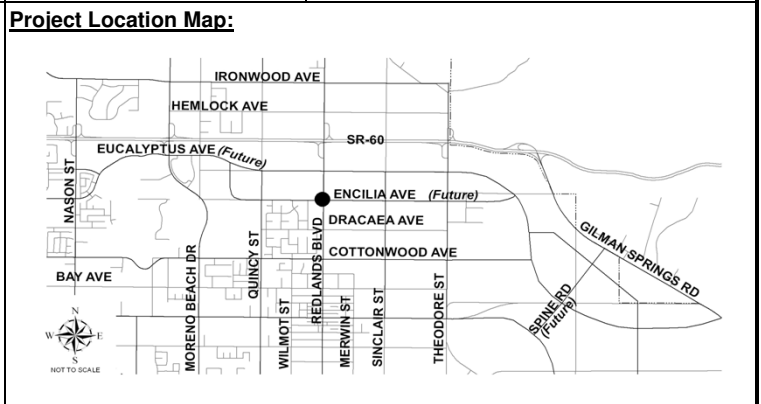 Project Location Map:
IRONWOOD AVE
HEMLOCK AVE
SR-60
EUCALYPTUS AVE (Future)
NASON ST
ENCILIA AVE (Future)
DRACAEA AVE
COTTONWOOD AVE
BAY AVE
MORENO BEACH DR
QUINCY ST
WILMOT ST
REDLANDS BLVD
MERWIN ST
SINCLAIR ST
THEODORE ST
GILMAN SPRINGS RD
SPINE RD
(Future)
N
W E
S
NOT TO SCALE